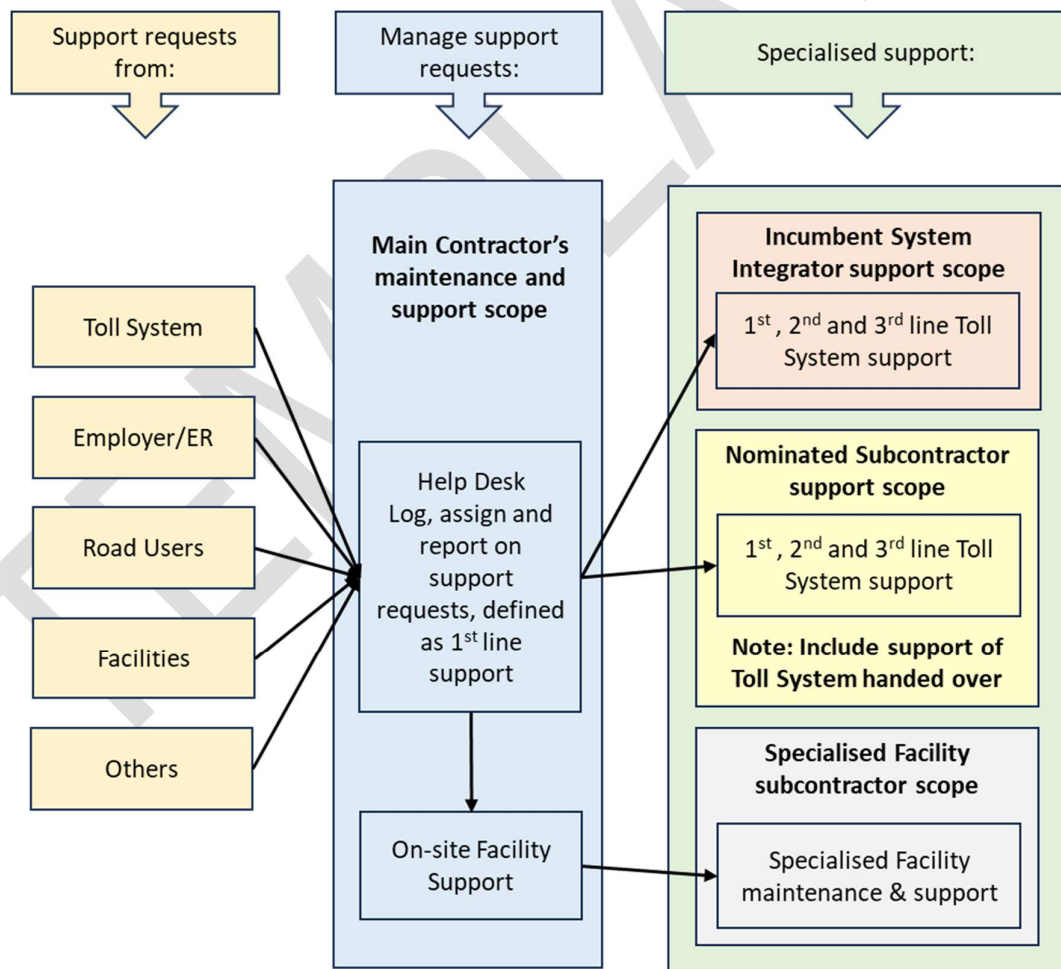 Support requests
from:
Manage support
requests:
Specialised support:
Main Contractor's
maintenance and
support scope
Toll System
Employer/ER
Road Users
Facilities
Others
Help Desk
Log, assign and
report on
support
requests, defined
as 1st line
support
On-site Facility
Support
Incumbent System
Integrator support scope
1st , 2nd and 3rd line Toll
System support
Nominated Subcontractor
support scope
1st , 2nd and 3rd line Toll
System support
Note: Include support of
Toll System handed over
Specialised Facility
subcontractor scope
Specialised Facility
maintenance & support